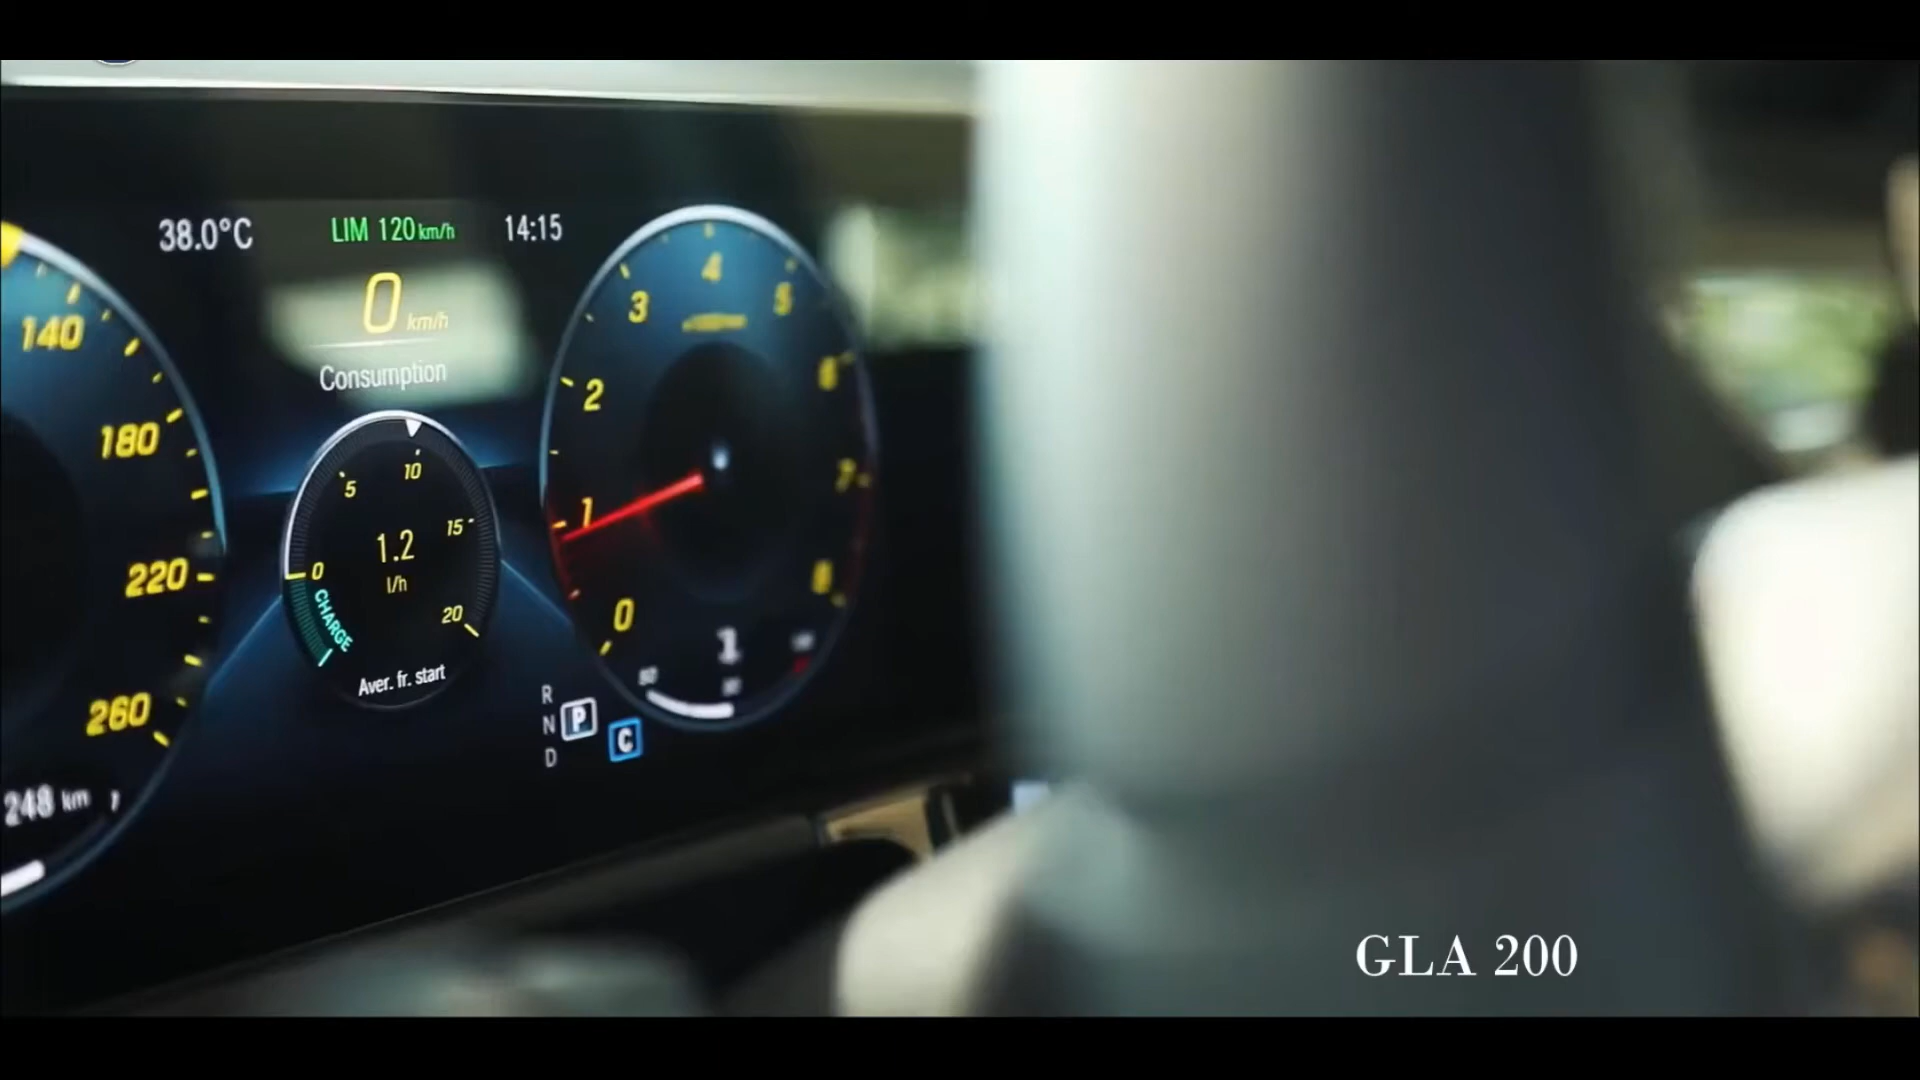 38.0°C LIM 120 km/h 14:15
0 km/h
Consumption
140
180
220
260
248 km
5
10
15
20
0
1.2
l/h
CHARGE
Aver. fr. start
0
1
2
3
4
5
6
7
8
1
R
N
D
P
C
GLA 200